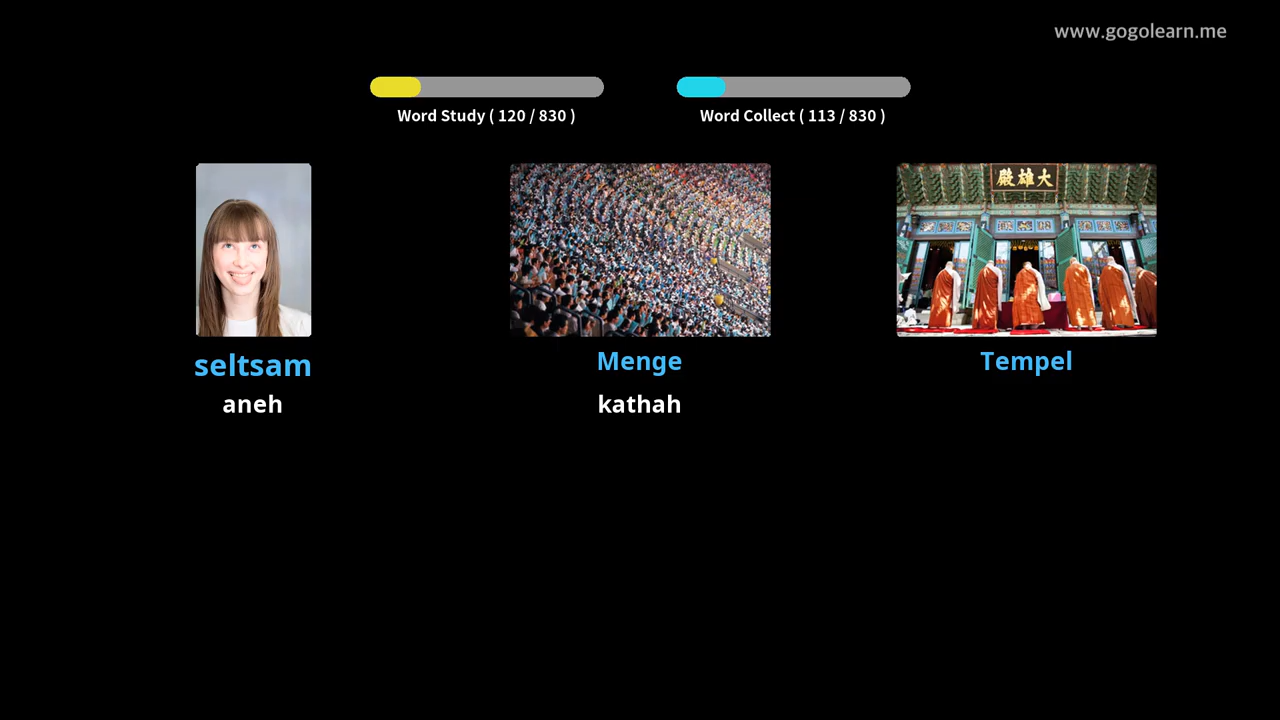 www.gogolearn.me
Word Study ( 120 / 830 )
Word Collect ( 113 / 830 )
殿雄大
seltsam
Menge
Tempel
aneh
kathah